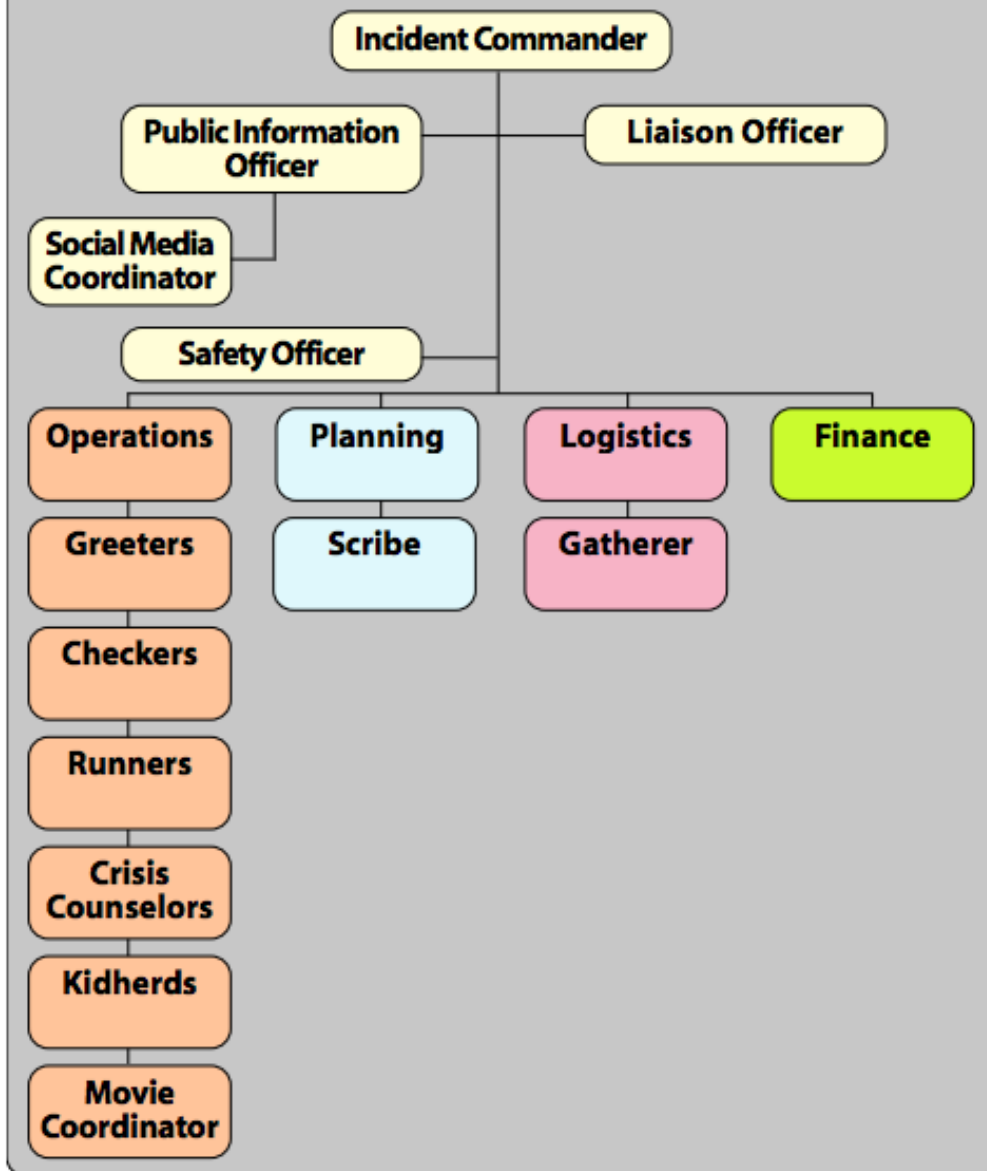 Incident Commander
Public Information
Officer
Liaison Officer
Social Media
Coordinator
Safety Officer
Operations
Planning
Logistics
Finance
Greeters
Scribe
Gatherer
Checkers
Runners
Crisis
Counselors
Kidherds
Movie
Coordinator